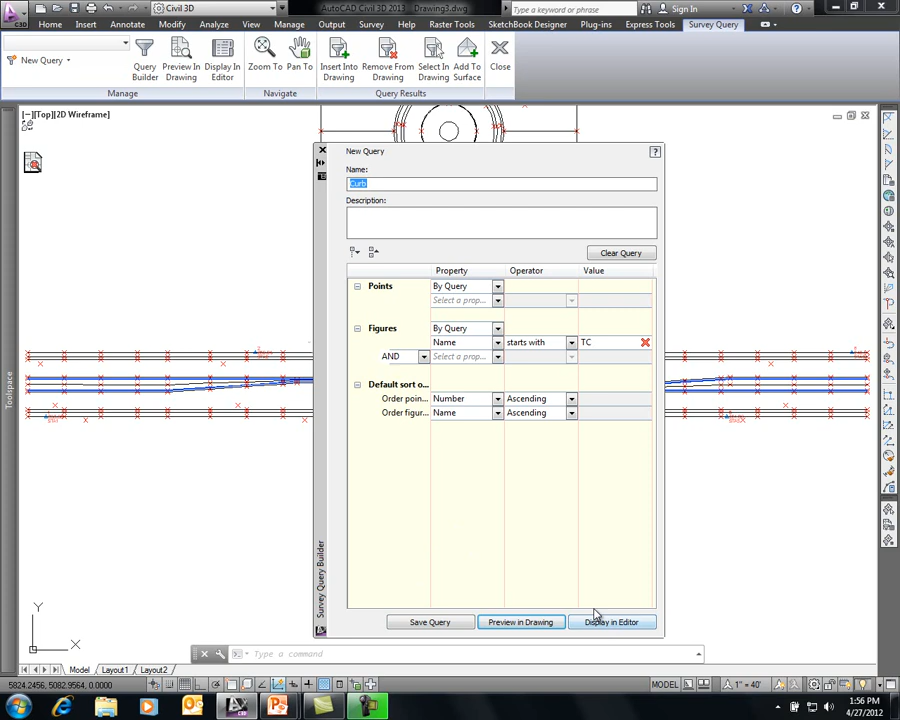 Civil 3D
AutoCAD Civil 3D 2013 Drawing3.dwg
Type a keyword or phrase
Sign In
Home Insert Annotate Modify Analyze View Manage Output Survey Raster Tools SketchBook Designer Plug-ins Express Tools Survey Query
New Query
Query Builder
Preview In Drawing
Display In Editor
Zoom To
Pan To
Insert Into Drawing
Remove From Drawing
Select In Drawing
Add To Surface
Close
Manage
Navigate
Query Results
[−][Top][2D Wireframe]
Toolspace
New Query
?
Name:
Curb
Description:
Clear Query
Property Operator Value
Points By Query
Select a prop...
Figures By Query
Name starts with TC
AND Select a prop...
Default sort o...
Order poin... Number Ascending
Order figur... Name Ascending
Survey Query Builder
Save Query Preview in Drawing Display in Editor
Y
X
Type a command
Model Layout1 Layout2
5824.2456, 5082.9564, 0.0000
MODEL
1" = 40'
1:56 PM
4/27/2012